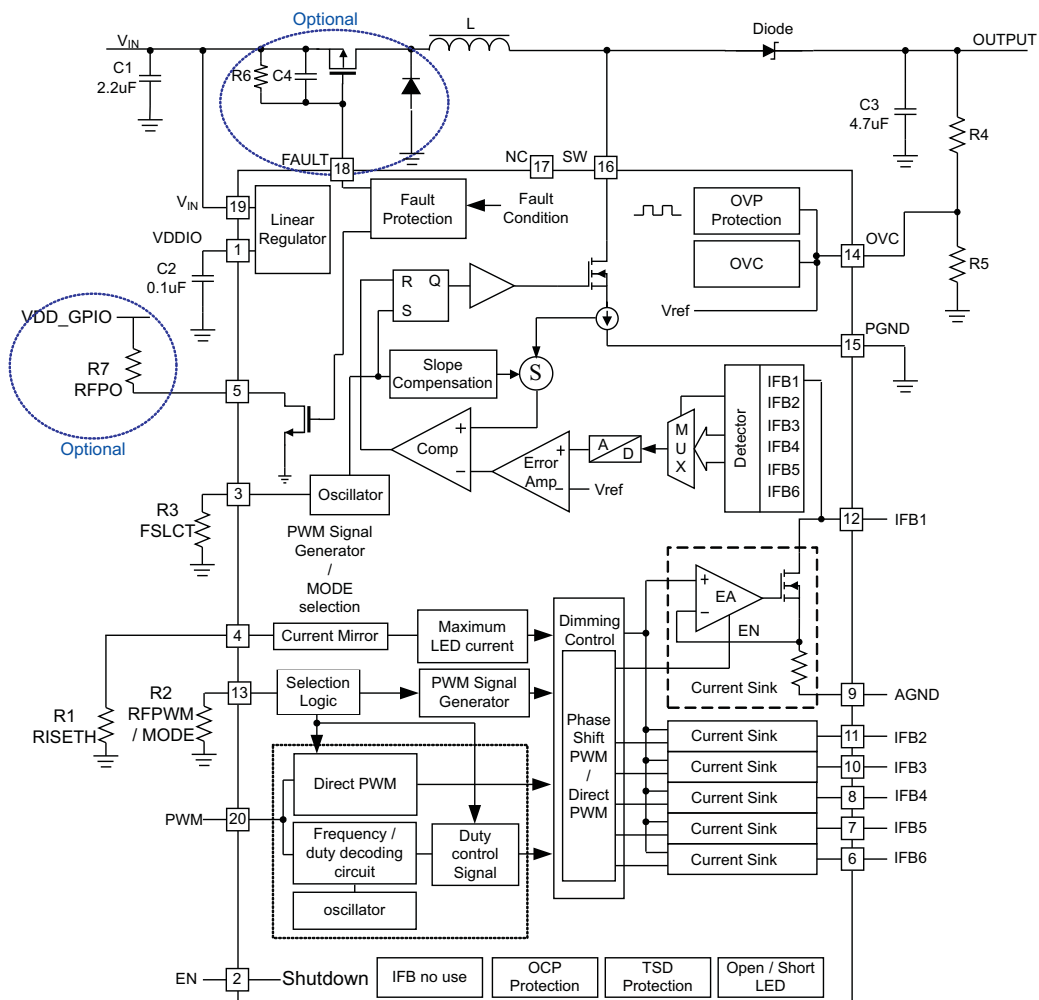 Optional
L
Diode
VIN
OUTPUT
C1
2.2uF
R6
C4
C3
4.7uF
R4
FAULT
18
NC
17
SW
16
VIN
19
Linear
Regulator
Fault
Protection
Fault
Condition
OVP
Protection
VDDIO
1
OVC
14
OVC
C2
0.1uF
R
Q
S
R5
Vref
VDD_GPIO
PGND
15
R7
RFPO
5
Slope
Compensation
S
IFB1
IFB2
IFB3
IFB4
IFB5
IFB6
Detector
MUX
Optional
+
−
Comp
A
D
+
−
Error
Amp
Vref
3
Oscillator
R3
FSLCT
12
IFB1
PWM Signal
Generator
/
MODE
selection
+
−
EA
EN
4
Current Mirror
Maximum
LED current
Dimming
Control
13
Selection
Logic
PWM Signal
Generator
Current Sink
9
AGND
R2
RFPWM
/ MODE
R1
RISETH
Phase
Shift
PWM
/
Direct
PWM
Current Sink
11
IFB2
Current Sink
10
IFB3
Direct PWM
Current Sink
8
IFB4
PWM
20
Current Sink
7
IFB5
Frequency /
duty decoding
circuit
Duty
control
Signal
Current Sink
6
IFB6
oscillator
EN
2
Shutdown
IFB no use
OCP
Protection
TSD
Protection
Open / Short
LED